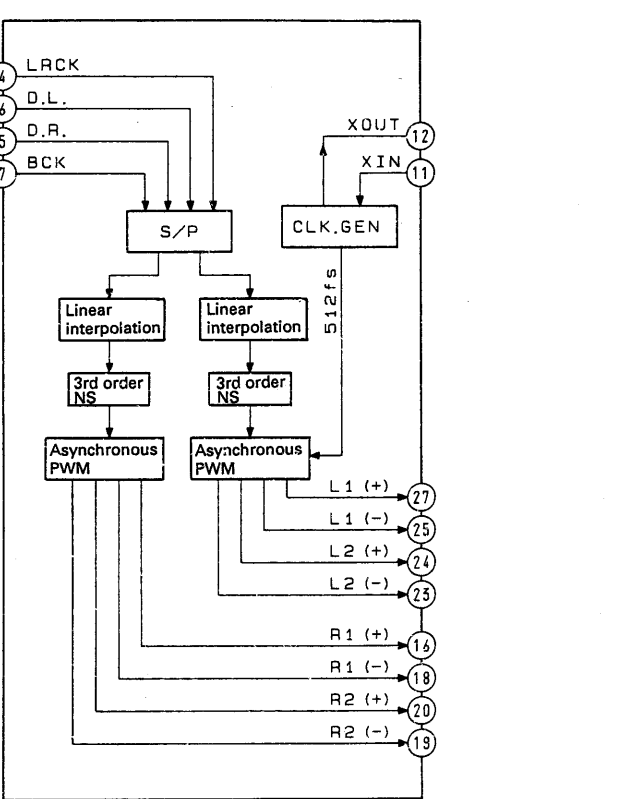 4 LRCK
6 D.L.
5 D.R.
7 BCK
XOUT 12
XIN 11
S/P
CLK.GEN
512fs
Linear
interpolation
Linear
interpolation
3rd order
NS
3rd order
NS
Asynchronous
PWM
Asynchronous
PWM
L1 (+) 27
L1 (-) 25
L2 (+) 24
L2 (-) 23
R1 (+) 16
R1 (-) 18
R2 (+) 20
R2 (-) 19